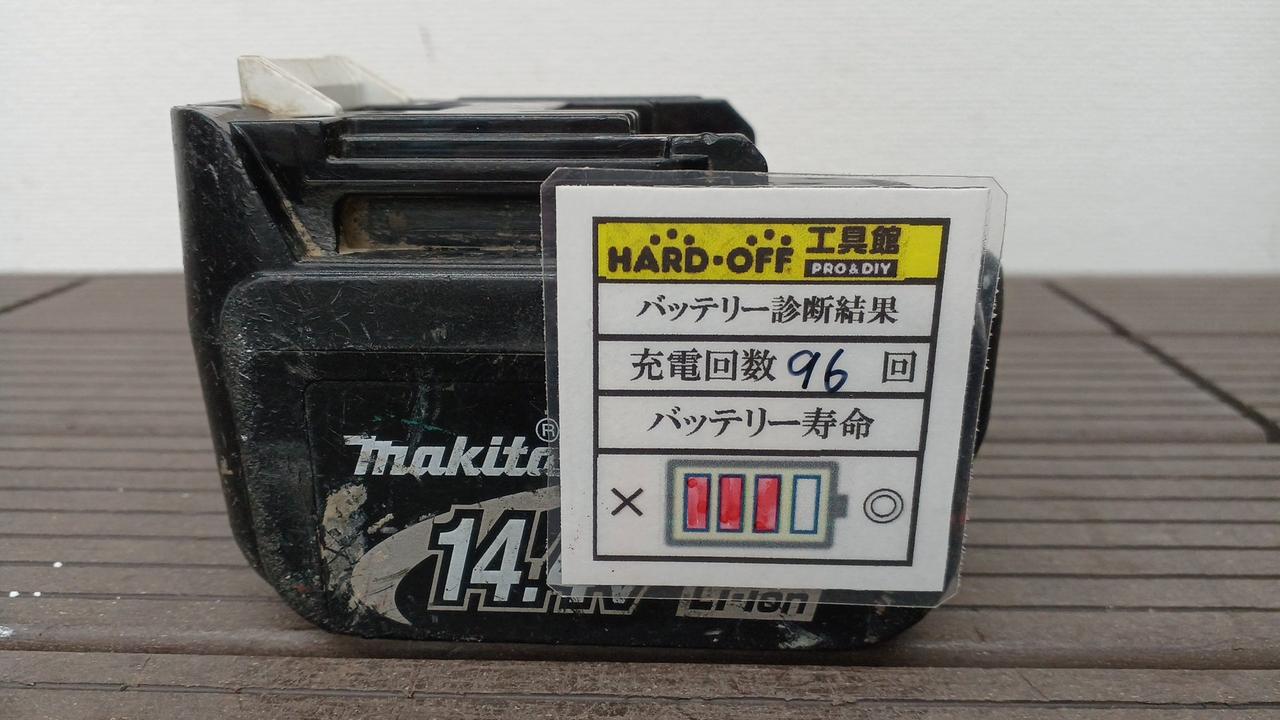 HARD・OFF 工具館
PRO&DIY
バッテリー診断結果
充電回数 96 回
バッテリー寿命
× ◎
makita®
14.4V
Li-ion